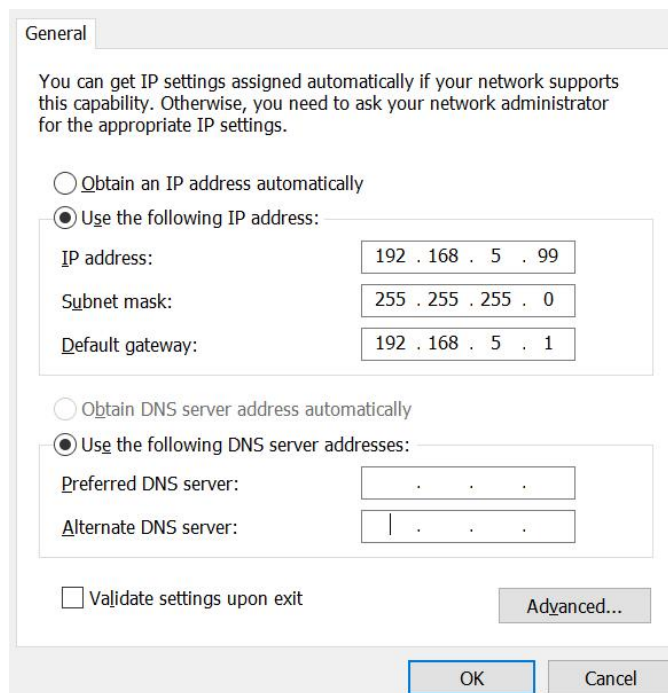 General
You can get IP settings assigned automatically if your network supports
this capability. Otherwise, you need to ask your network administrator
for the appropriate IP settings.
Obtain an IP address automatically
Use the following IP address:
IP address: 192 . 168 . 5 . 99
Subnet mask: 255 . 255 . 255 . 0
Default gateway: 192 . 168 . 5 . 1
Obtain DNS server address automatically
Use the following DNS server addresses:
Preferred DNS server: . . .
Alternate DNS server: . . .
Validate settings upon exit
Advanced...
OK Cancel